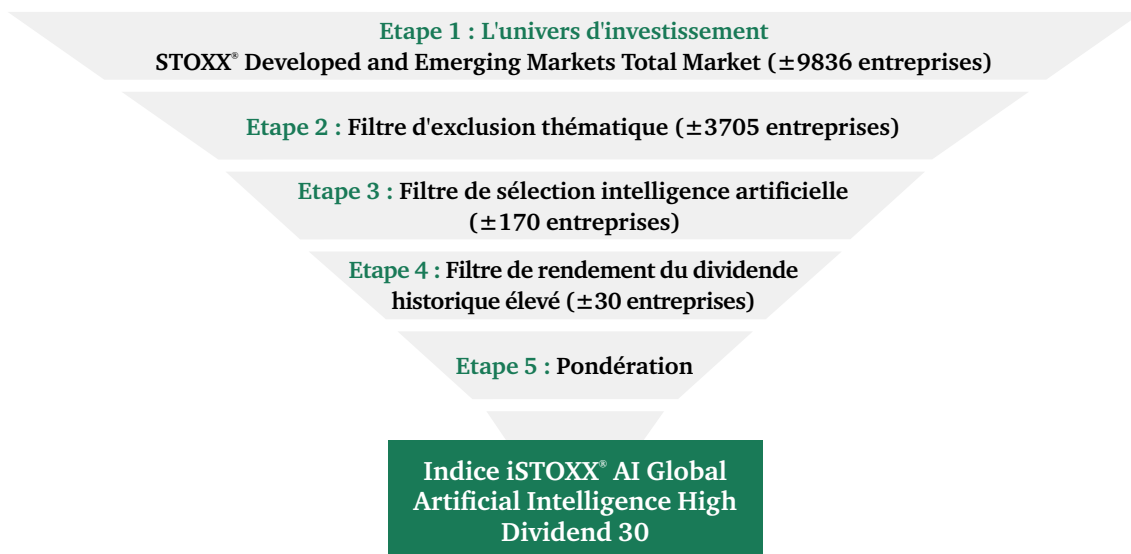 Etape 1 : L'univers d'investissement
STOXX® Developed and Emerging Markets Total Market (±9836 entreprises)
Etape 2 : Filtre d'exclusion thématique (±3705 entreprises)
Etape 3 : Filtre de sélection intelligence artificielle
(±170 entreprises)
Etape 4 : Filtre de rendement du dividende
historique élevé (±30 entreprises)
Etape 5 : Pondération
Indice iSTOXX® AI Global
Artificial Intelligence High
Dividend 30